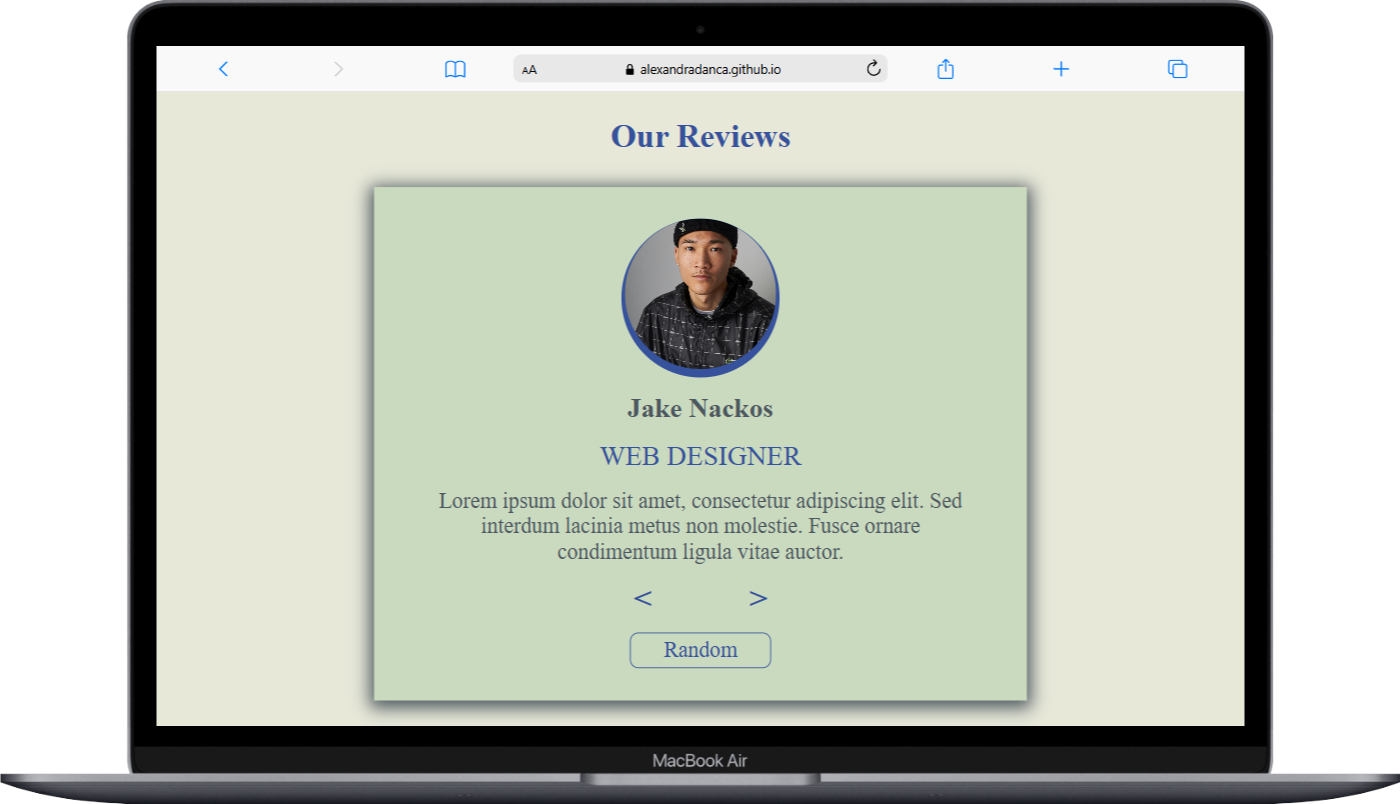 AA alexandradanca.github.io
Our Reviews
Jake Nackos
WEB DESIGNER
Lorem ipsum dolor sit amet, consectetur adipiscing elit. Sed
interdum lacinia metus non molestie. Fusce ornare
condimentum ligula vitae auctor.
< >
Random
MacBook Air